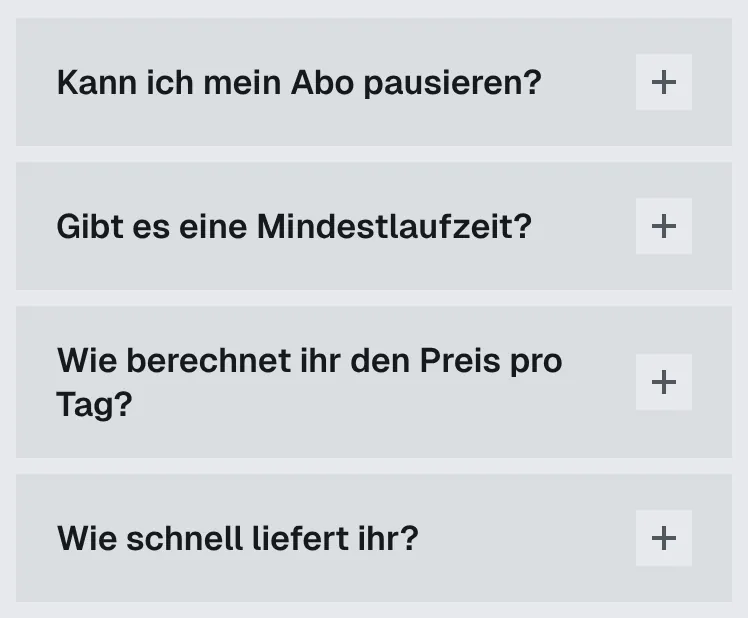 Kann ich mein Abo pausieren?
Gibt es eine Mindestlaufzeit?
Wie berechnet ihr den Preis pro
Tag?
Wie schnell liefert ihr?